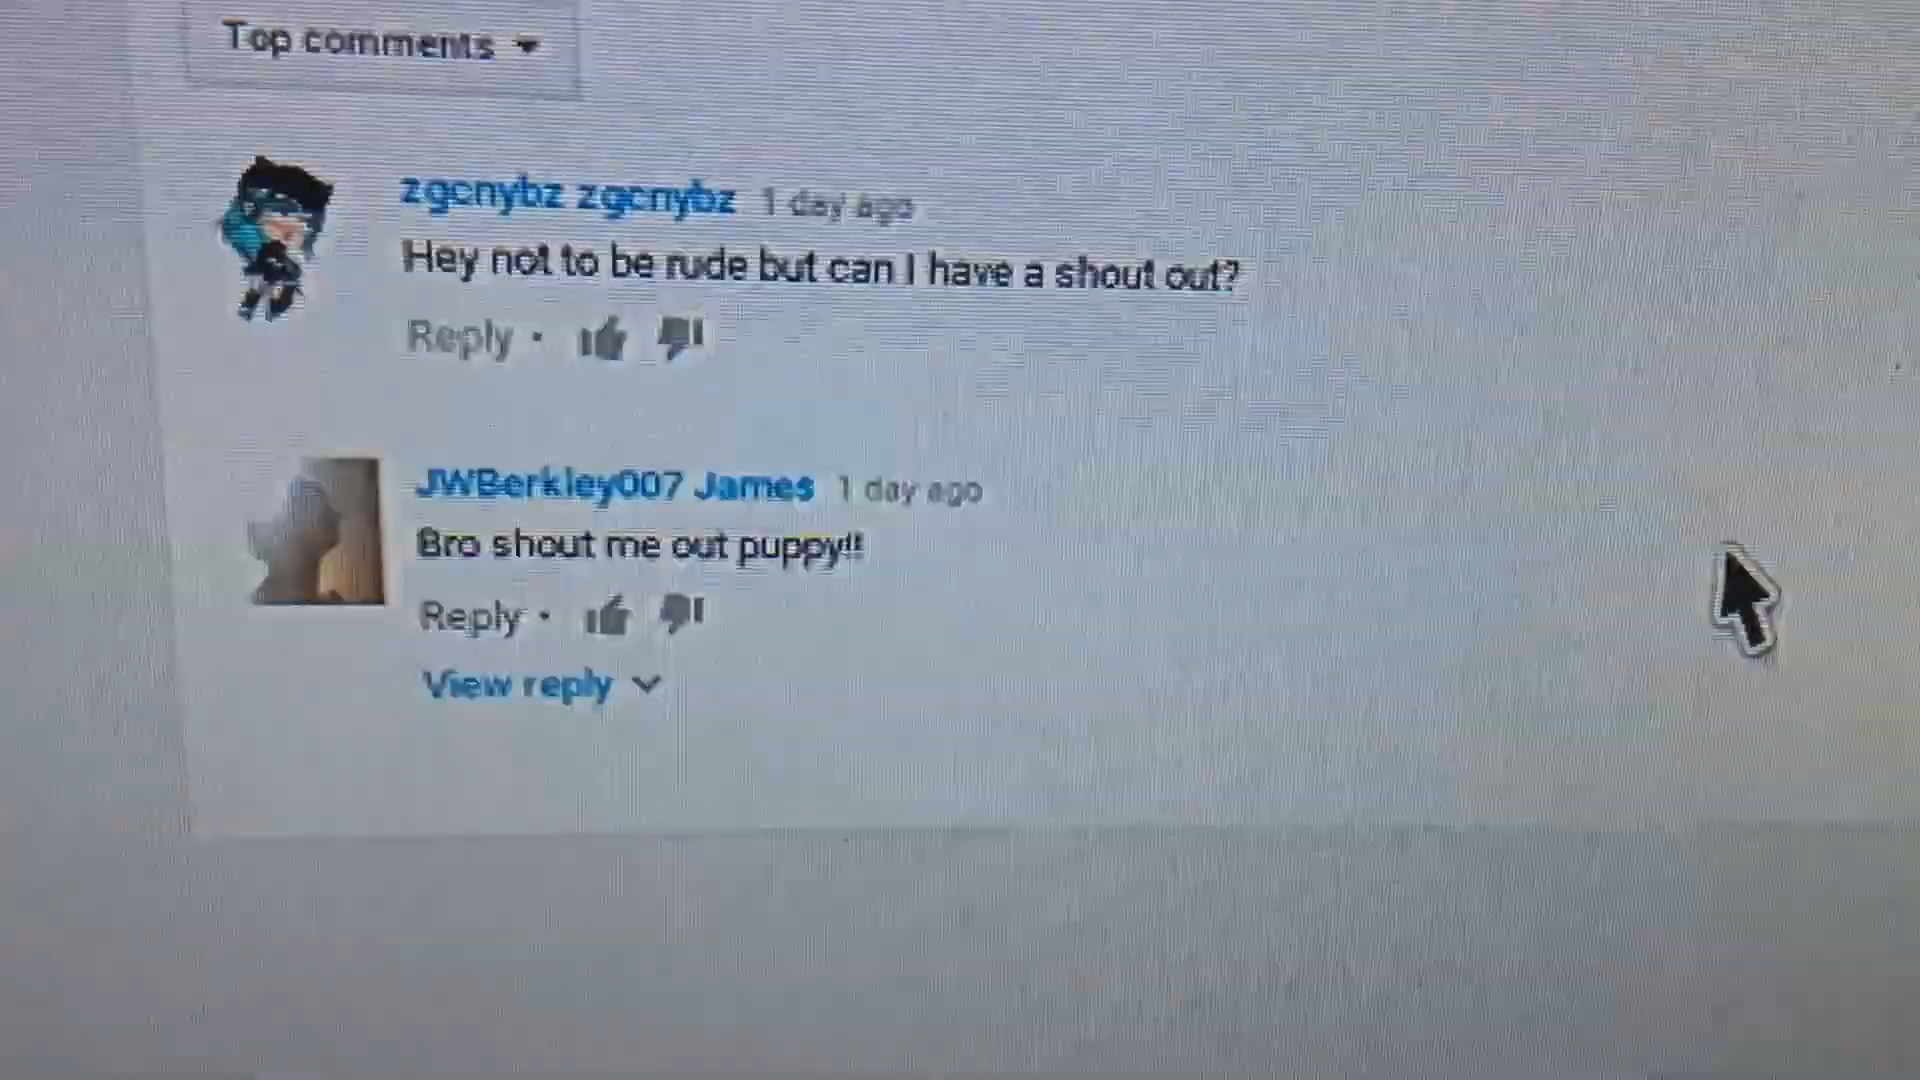 Top comments
zgcnybz zgcnybz 1 day ago
Hey not to be rude but can I have a shout out?
Reply •
JWBerkley007 James 1 day ago
Bro shout me out puppy!!
Reply •
View reply